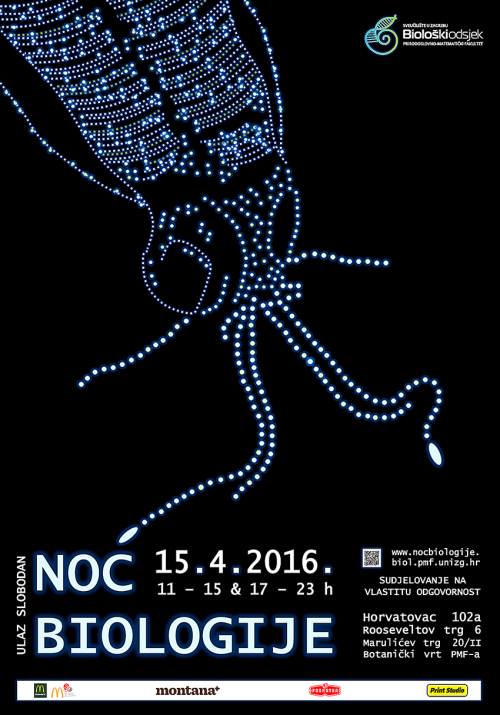 SVEUČILIŠTE U ZAGREBU
Biološkiodsjek
PRIRODOSLOVNO-MATEMATIČKI FAKULTET
ULAZ SLOBODAN
NOC
BIOLOGIJE
15.4.2016.
11 – 15 & 17 – 23 h
www.nocbiologije.
biol.pmf.unizg.hr
SUDJELOVANJE NA
VLASTITU ODGOVORNOST
Horvatovac 102a
Rooseveltov trg 6
Marulićev trg 20/II
Botanički vrt PMF-a
montana+
PODRAVKA
Print Studio